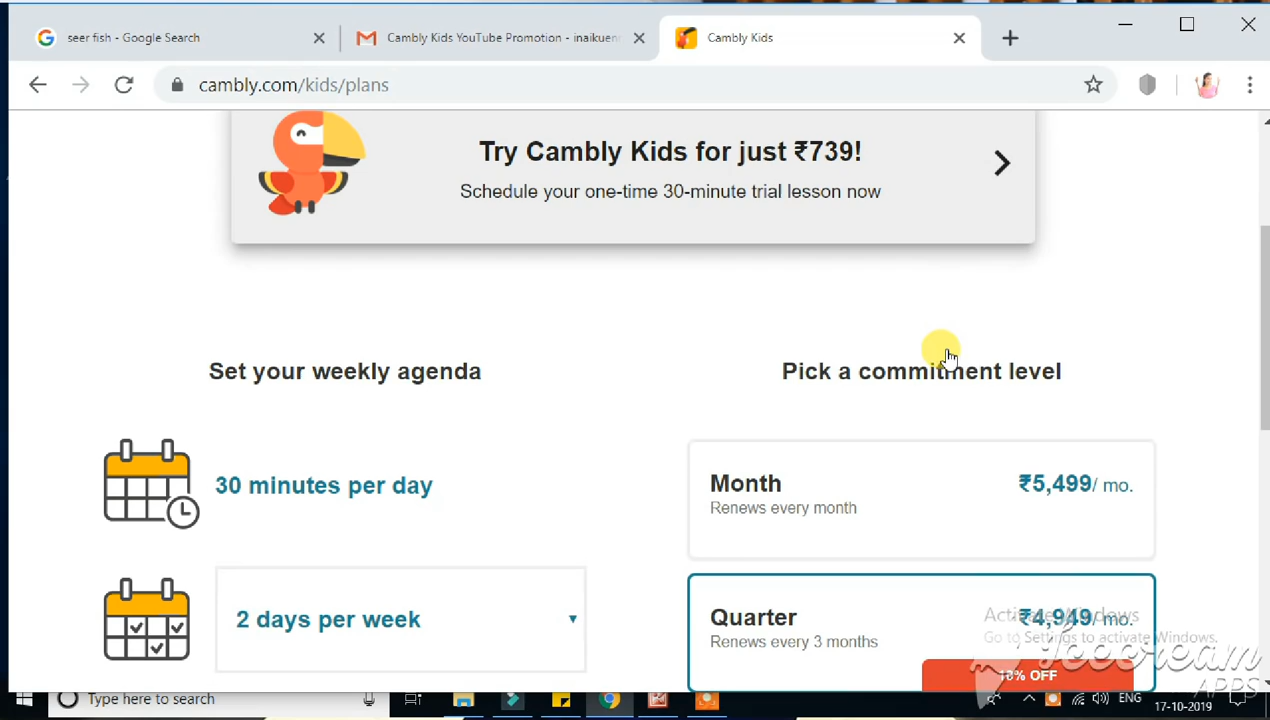 seer fish - Google Search
Cambly Kids YouTube Promotion - inaikuen
Cambly Kids
cambly.com/kids/plans
Try Cambly Kids for just ₹739!
Schedule your one-time 30-minute trial lesson now
Set your weekly agenda
Pick a commitment level
30 minutes per day
Month
₹5,499/ mo.
Renews every month
2 days per week
Quarter
₹4,949/ mo.
Renews every 3 months
Activate Windows
Go to Settings to activate Windows.
Icecream
APPS
10% OFF
Type here to search
ENG
17-10-2019